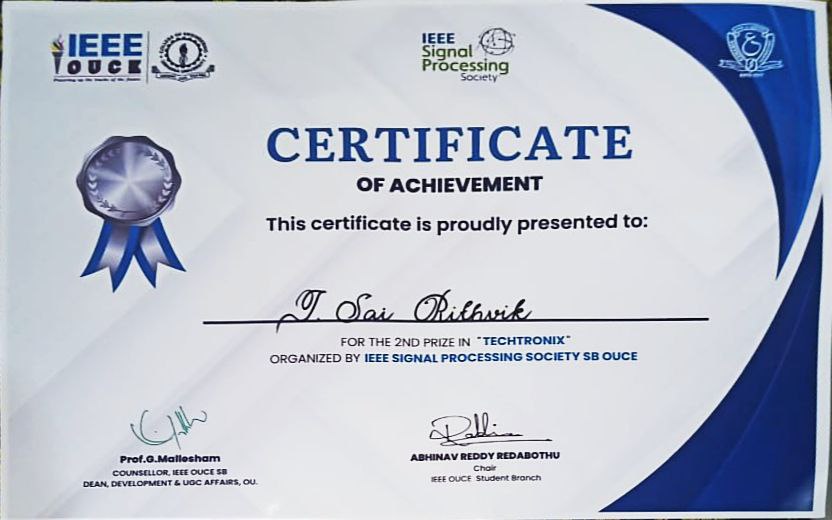 IEEE
OUCE
IEEE
Signal
Processing
Society
CERTIFICATE
OF ACHIEVEMENT
This certificate is proudly presented to:
T. Sai Rithvik
FOR THE 2ND PRIZE IN "TECHTRONIX"
ORGANIZED BY IEEE SIGNAL PROCESSING SOCIETY SB OUCE
Prof.G.Mallesham
COUNSELLOR, IEEE OUCE SB
DEAN, DEVELOPMENT & UGC AFFAIRS, OU.
ABHINAV REDDY REDABOTHU
Chair
IEEE OUCE Student Branch